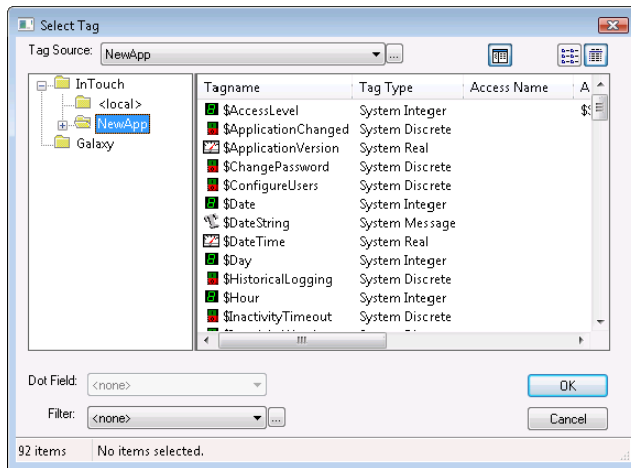 Select Tag
Tag Source: NewApp ...
InTouch
<local>
NewApp
Galaxy
Tagname Tag Type Access Name A
$AccessLevel System Integer $S
$ApplicationChanged System Discrete
$ApplicationVersion System Real
$ChangePassword System Discrete
$ConfigureUsers System Discrete
$Date System Integer
$DateString System Message
$DateTime System Real
$Day System Integer
$HistoricalLogging System Discrete
$Hour System Integer
$InactivityTimeout System Discrete
Dot Field: <none>
OK
Filter: <none> ...
Cancel
92 items No items selected.